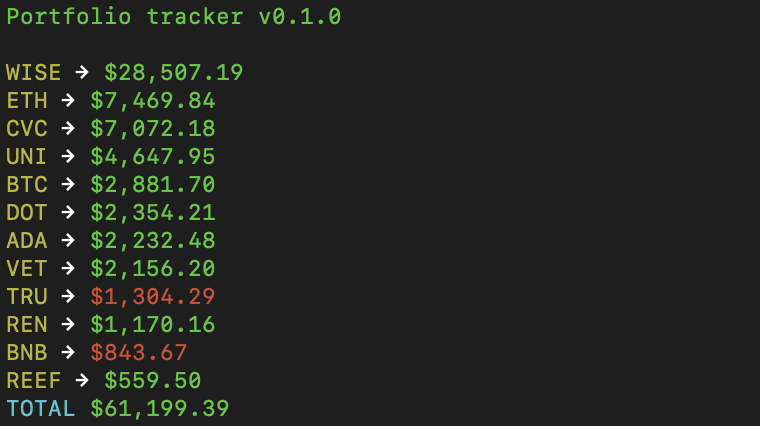 Portfolio tracker v0.1.0
WISE → $28,507.19
ETH → $7,469.84
CVC → $7,072.18
UNI → $4,647.95
BTC → $2,881.70
DOT → $2,354.21
ADA → $2,232.48
VET → $2,156.20
TRU → $1,304.29
REN → $1,170.16
BNB → $843.67
REEF → $559.50
TOTAL $61,199.39